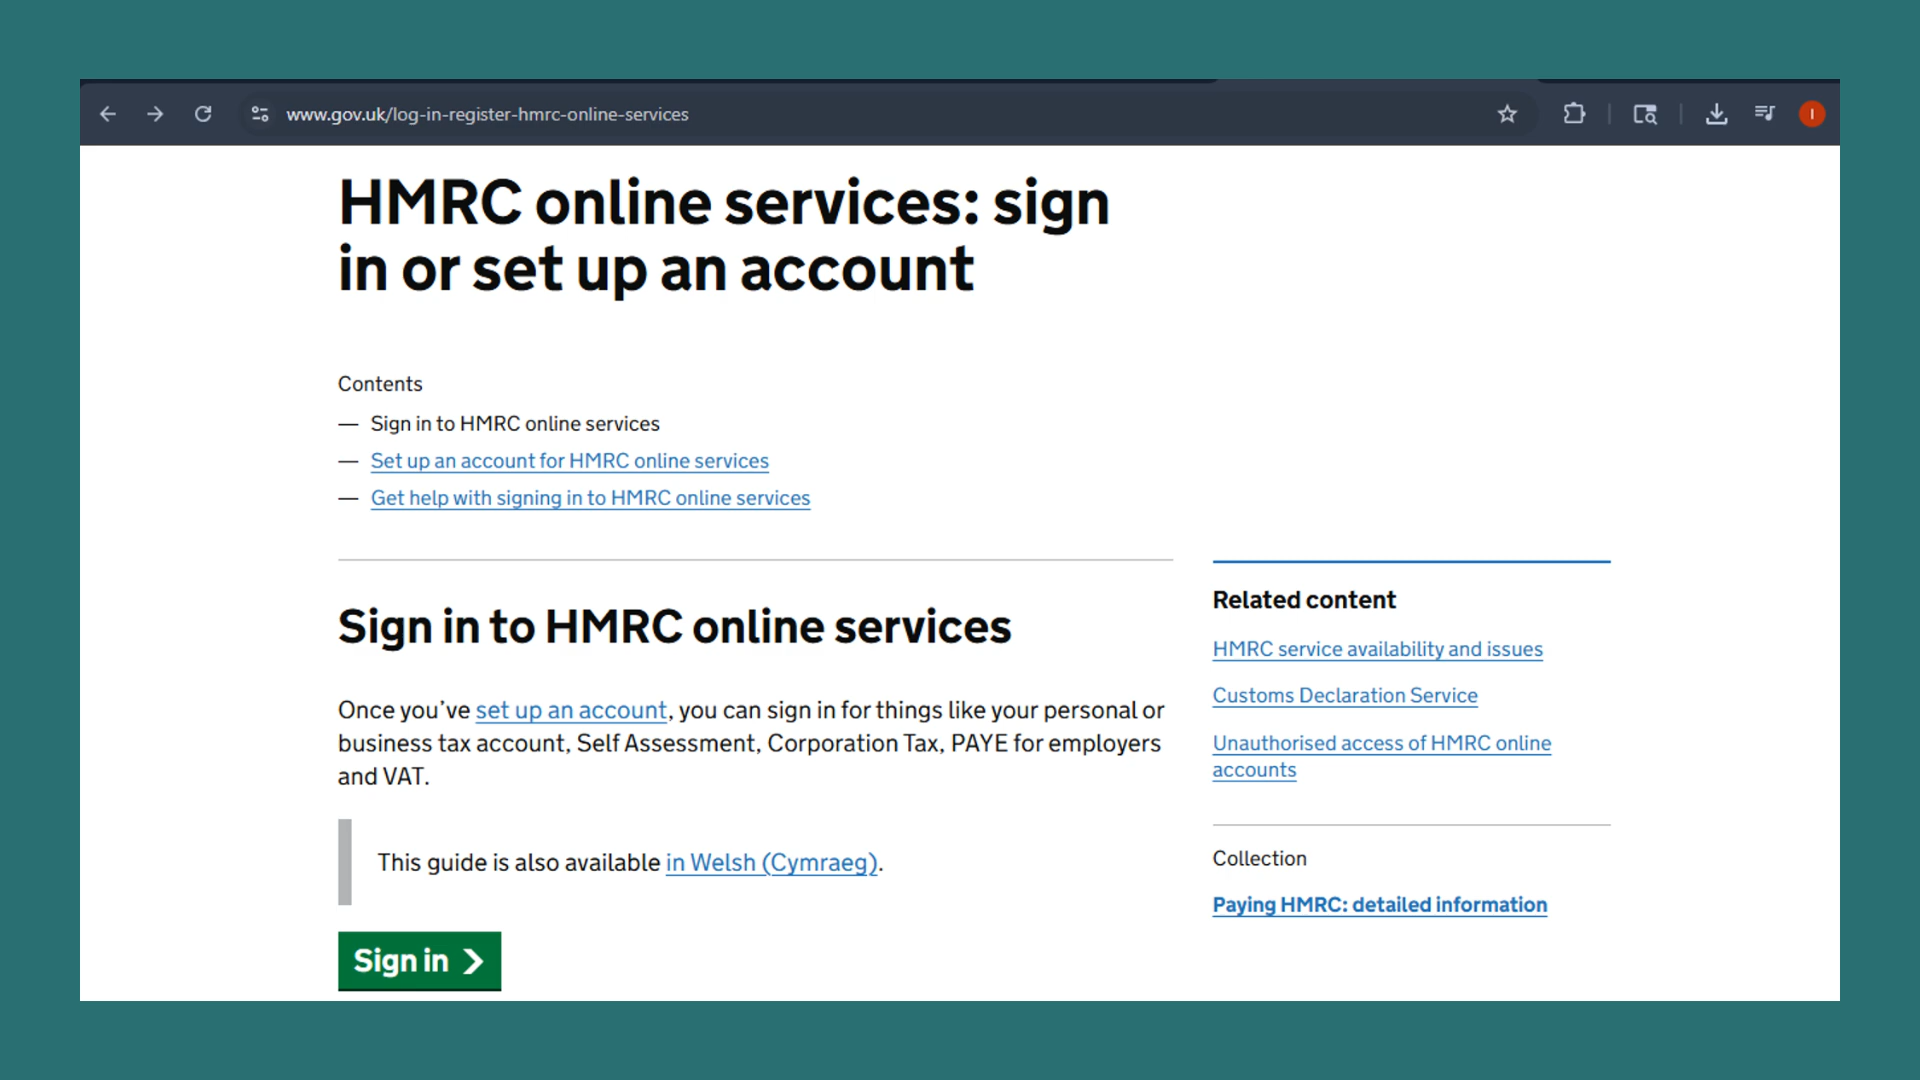 www.gov.uk/log-in-register-hmrc-online-services
I
HMRC online services: sign
in or set up an account
Contents
— Sign in to HMRC online services
— Set up an account for HMRC online services
— Get help with signing in to HMRC online services
Sign in to HMRC online services
Once you’ve set up an account, you can sign in for things like your personal or
business tax account, Self Assessment, Corporation Tax, PAYE for employers
and VAT.
This guide is also available in Welsh (Cymraeg).
Sign in
Related content
HMRC service availability and issues
Customs Declaration Service
Unauthorised access of HMRC online
accounts
Collection
Paying HMRC: detailed information